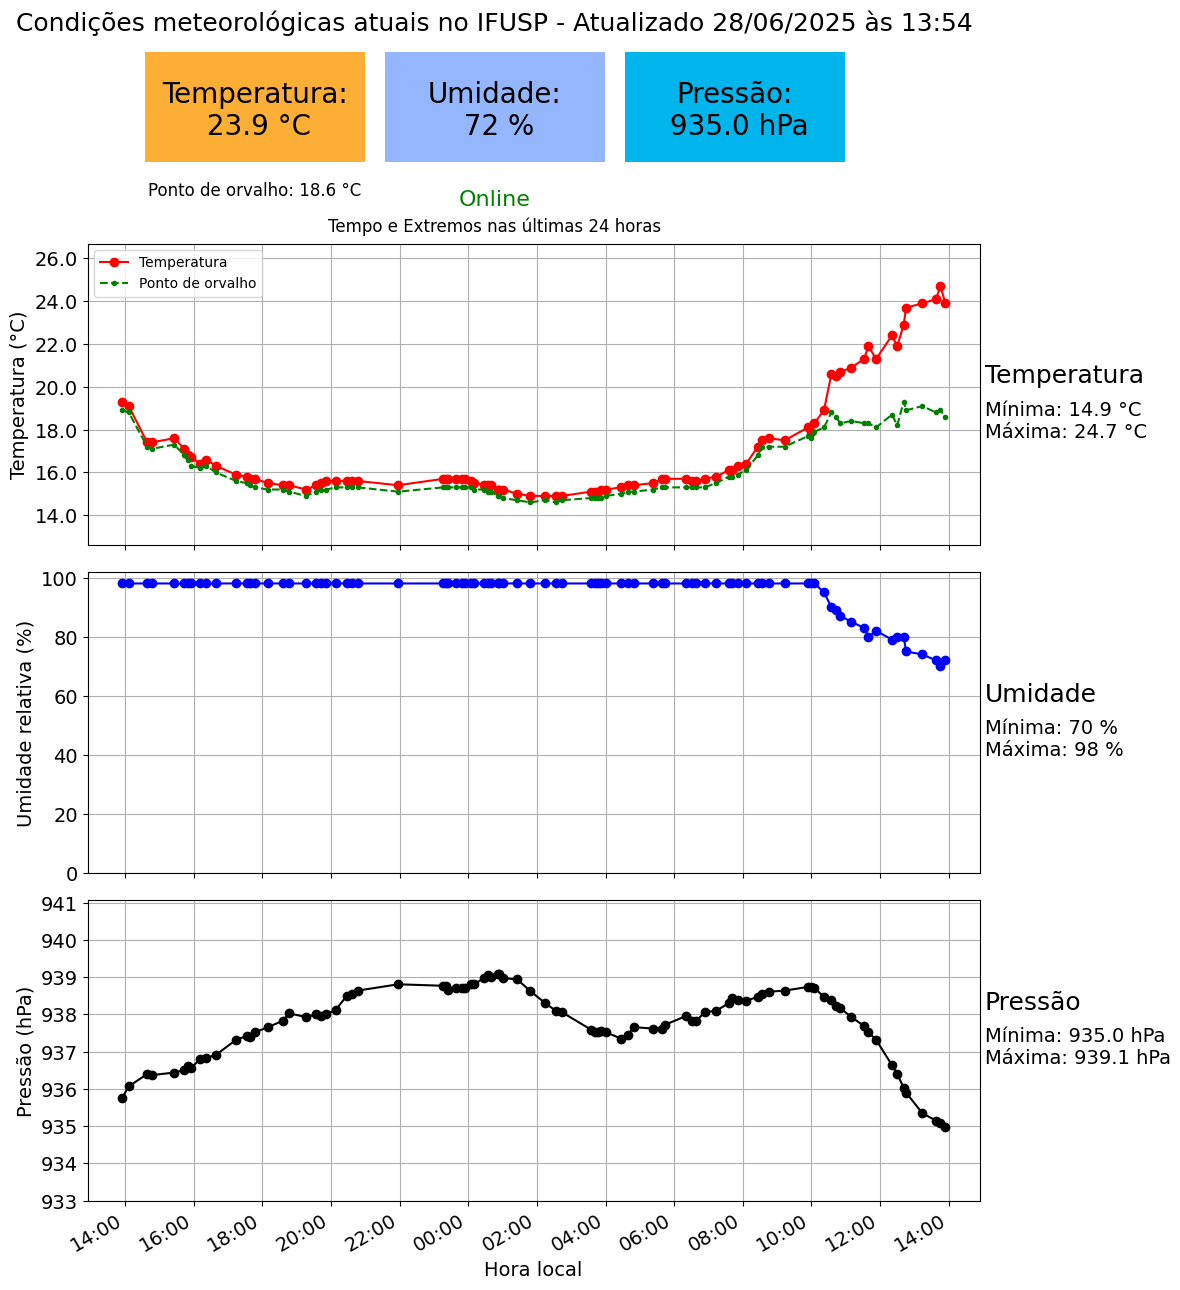 Condições meteorológicas atuais no IFUSP - Atualizado 28/06/2025 às 13:54
Temperatura:
23.9 °C
Umidade:
72 %
Pressão:
935.0 hPa
Ponto de orvalho: 18.6 °C
Online
Tempo e Extremos nas últimas 24 horas
Temperatura (°C)
26.0
24.0
22.0
20.0
18.0
16.0
14.0
Temperatura
Ponto de orvalho
Temperatura
Mínima: 14.9 °C
Máxima: 24.7 °C
Umidade relativa (%)
100
80
60
40
20
0
Umidade
Mínima: 70 %
Máxima: 98 %
Pressão (hPa)
941
940
939
938
937
936
935
934
933
Pressão
Mínima: 935.0 hPa
Máxima: 939.1 hPa
14:00
16:00
18:00
20:00
22:00
00:00
02:00
04:00
06:00
08:00
10:00
12:00
14:00
Hora local